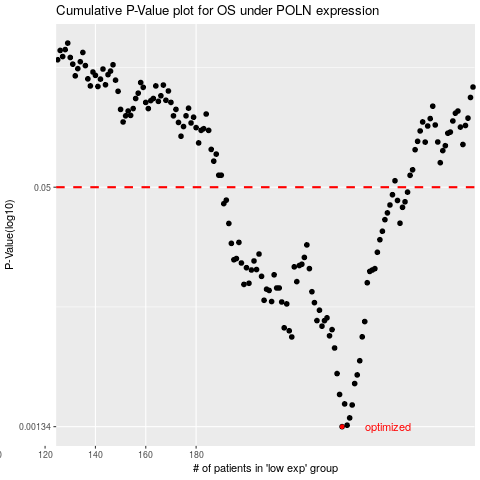 Cumulative P-Value plot for OS under POLN expression
P-Value(log10)
0.05
0.00134
optimized
0 120 140 160 180
# of patients in 'low exp' group